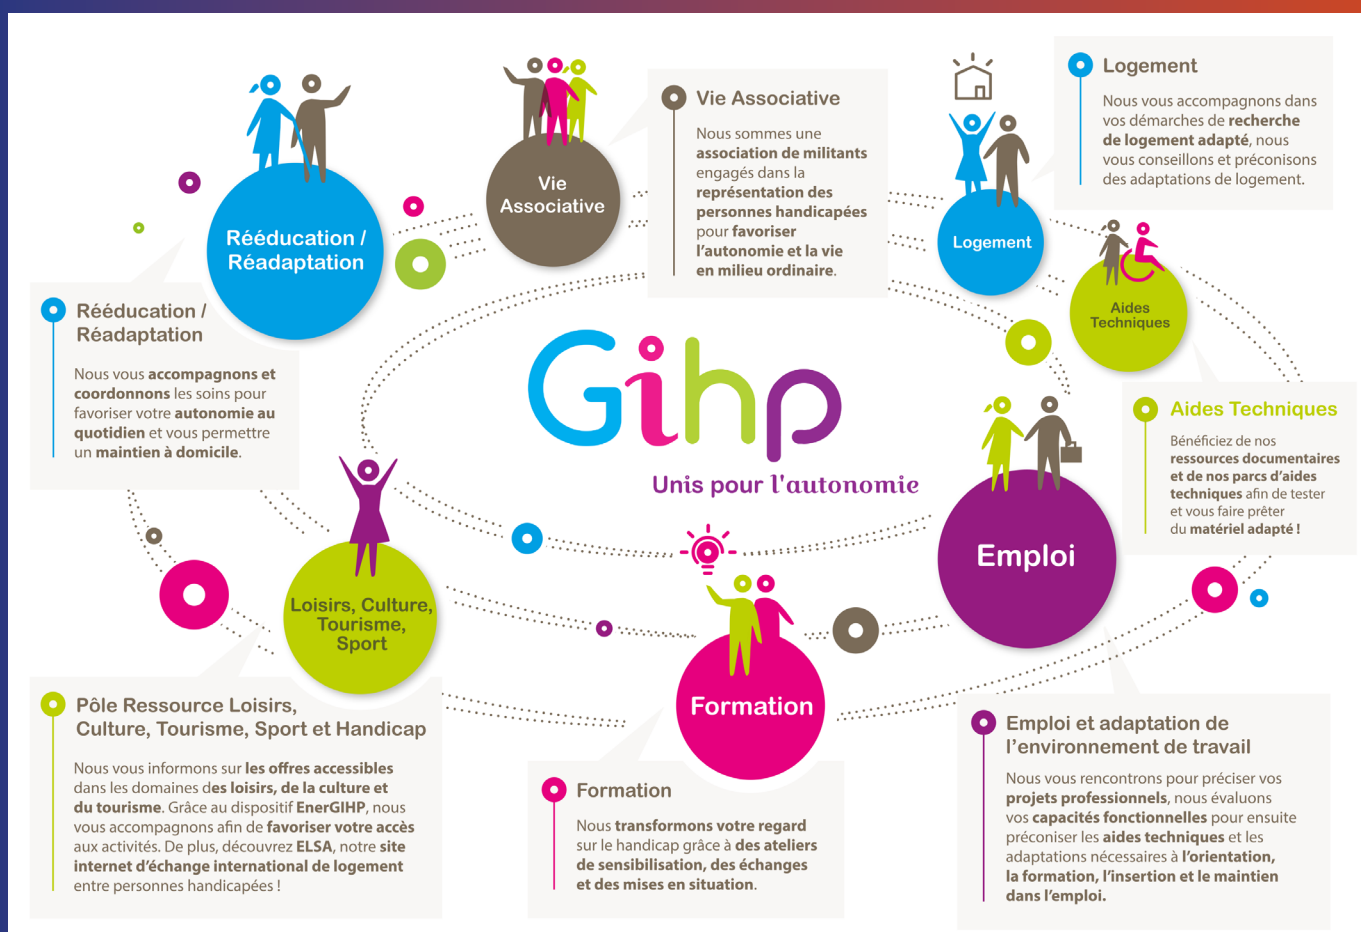 Rééducation /
Réadaptation
Vie
Associative
Vie Associative
Nous sommes une
association de militants
engagés dans la
représentation des
personnes handicapées
pour favoriser
l'autonomie et la vie
en milieu ordinaire.
Logement
Logement
Nous vous accompagnons dans
vos démarches de recherche
de logement adapté, nous
vous conseillons et préconisons
des adaptations de logement.
Aides
Techniques
Rééducation /
Réadaptation
Nous vous accompagnons et
coordonnons les soins pour
favoriser votre autonomie au
quotidien et vous permettre
un maintien à domicile.
Gihp
Unis pour l'autonomie
Aides Techniques
Bénéficiez de nos
ressources documentaires
et de nos parcs d'aides
techniques afin de tester
et vous faire prêter
du matériel adapté !
Emploi
Loisirs, Culture,
Tourisme,
Sport
Formation
Pôle Ressource Loisirs,
Culture, Tourisme, Sport et Handicap
Nous vous informons sur les offres accessibles
dans les domaines des loisirs, de la culture et
du tourisme. Grâce au dispositif EnerGIHP, nous
vous accompagnons afin de favoriser votre accès
aux activités. De plus, découvrez ELSA, notre site
internet d'échange international de logement
entre personnes handicapées !
Formation
Nous transformons votre regard
sur le handicap grâce à des ateliers
de sensibilisation, des échanges
et des mises en situation.
Emploi et adaptation de
l'environnement de travail
Nous vous rencontrons pour préciser vos
projets professionnels, nous évaluons
vos capacités fonctionnelles pour ensuite
préconiser les aides techniques et les
adaptations nécessaires à l'orientation,
la formation, l'insertion et le maintien
dans l'emploi.